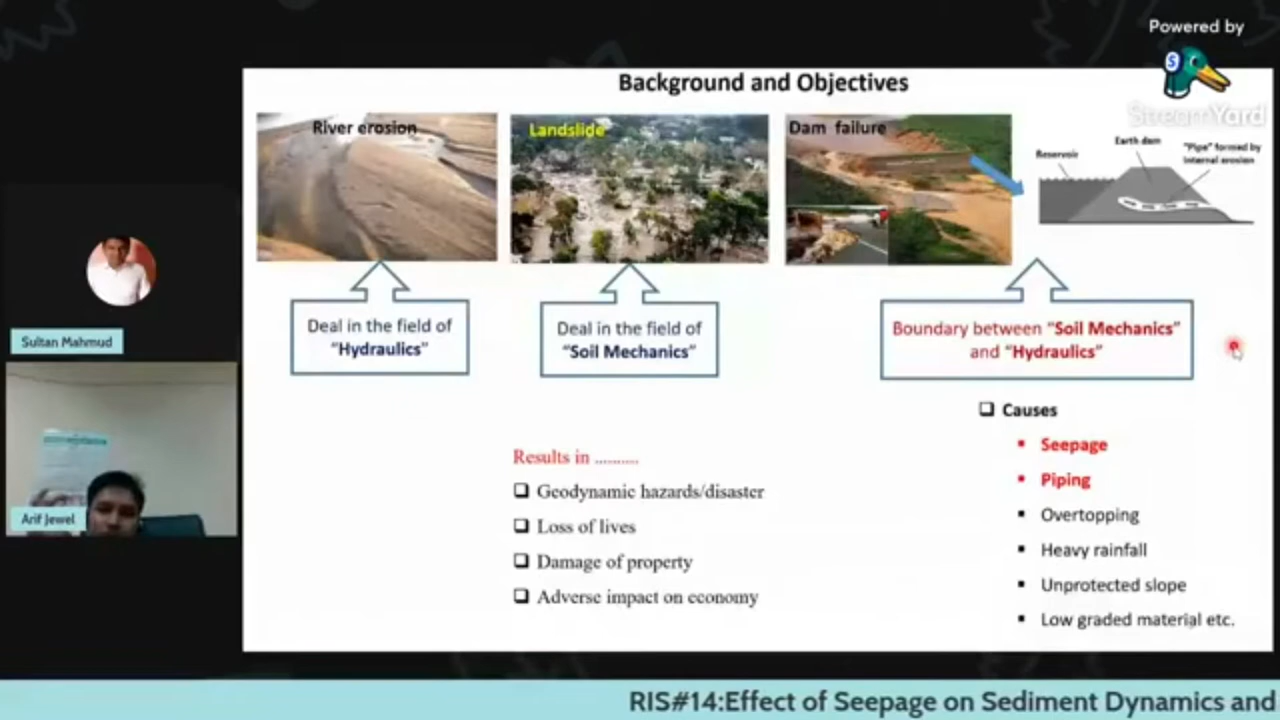 Powered by
StreamYard
Background and Objectives
River erosion
Landslide
Dam failure
Reservoir
Earth dam
"Pipe" formed by
internal erosion
Deal in the field of
"Hydraulics"
Deal in the field of
"Soil Mechanics"
Boundary between "Soil Mechanics"
and "Hydraulics"
Causes
Seepage
Piping
Overtopping
Heavy rainfall
Unprotected slope
Low graded material etc.
Results in ..........
Geodynamic hazards/disaster
Loss of lives
Damage of property
Adverse impact on economy
Sultan Mahmud
Arif Jewel
RIS#14:Effect of Seepage on Sediment Dynamics and